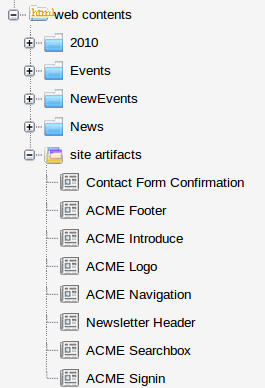 html
web contents
2010
Events
NewEvents
News
site artifacts
Contact Form Confirmation
ACME Footer
ACME Introduce
ACME Logo
ACME Navigation
Newsletter Header
ACME Searchbox
ACME Signin